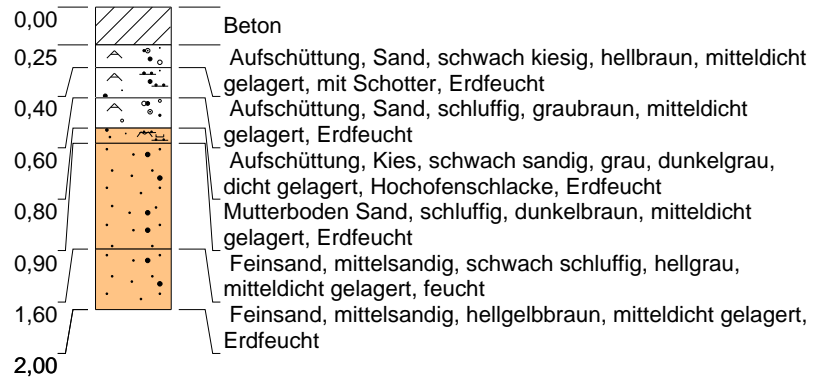 0,00
Beton
0,25
Aufschüttung, Sand, schwach kiesig, hellbraun, mitteldicht
gelagert, mit Schotter, Erdfeucht
0,40
Aufschüttung, Sand, schluffig, graubraun, mitteldicht
gelagert, Erdfeucht
0,60
Aufschüttung, Kies, schwach sandig, grau, dunkelgrau,
dicht gelagert, Hochofenschlacke, Erdfeucht
0,80
Mutterboden Sand, schluffig, dunkelbraun, mitteldicht
gelagert, Erdfeucht
0,90
Feinsand, mittelsandig, schwach schluffig, hellgrau,
mitteldicht gelagert, feucht
1,60
Feinsand, mittelsandig, hellgelbbraun, mitteldicht gelagert,
Erdfeucht
2,00